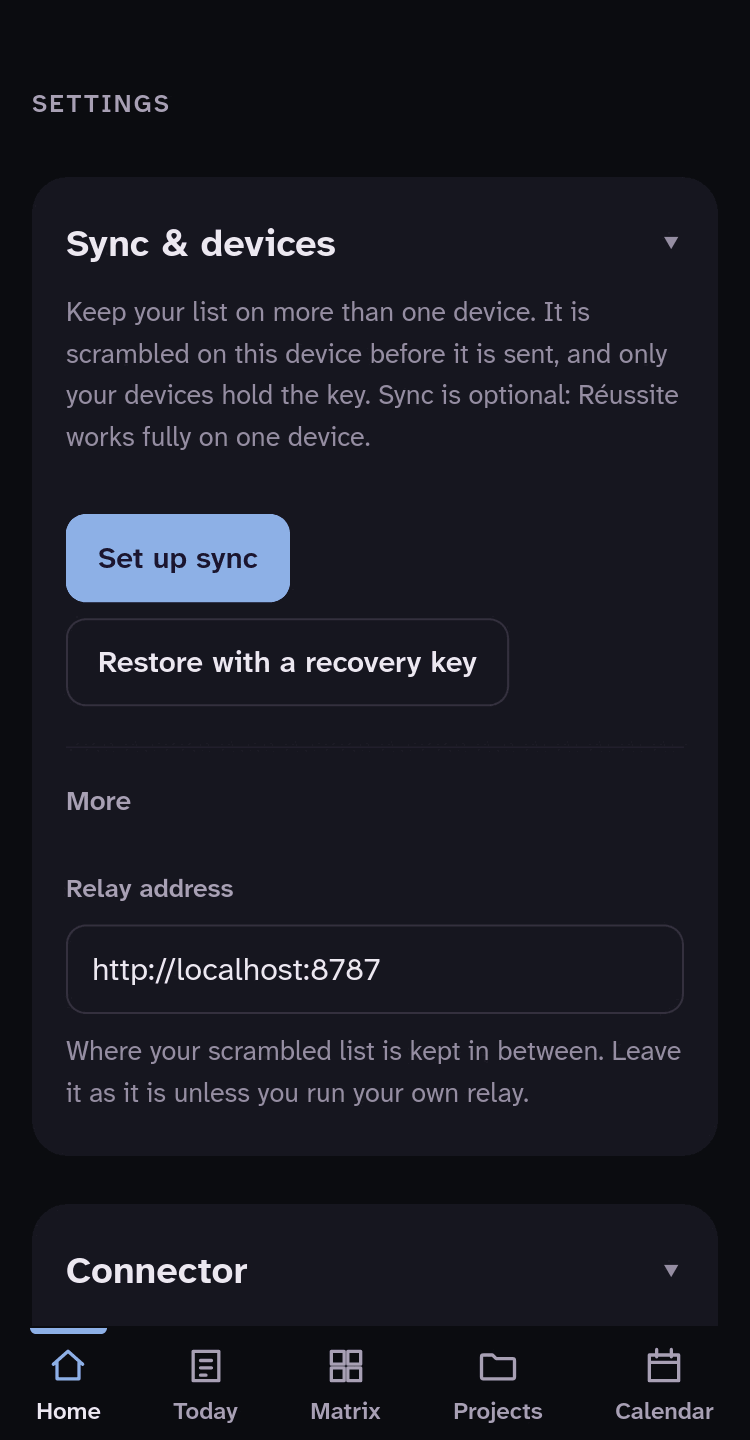 SETTINGS
Sync & devices
Keep your list on more than one device. It is
scrambled on this device before it is sent, and only
your devices hold the key. Sync is optional: Réussite
works fully on one device.
Set up sync
Restore with a recovery key
More
Relay address
http://localhost:8787
Where your scrambled list is kept in between. Leave
it as it is unless you run your own relay.
Connector
Home Today Matrix Projects Calendar